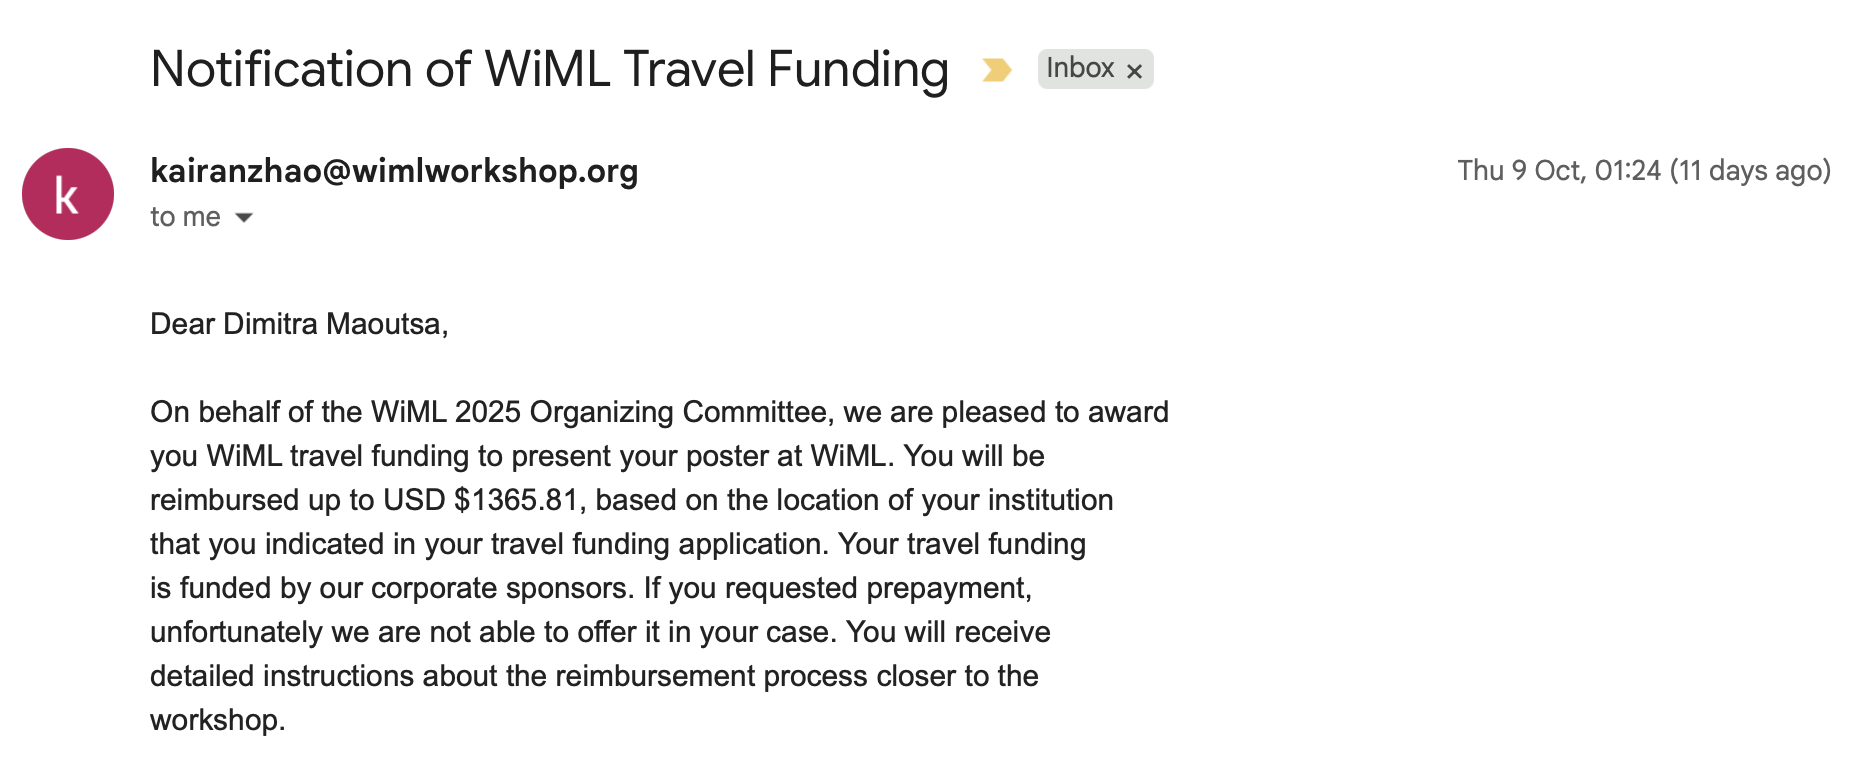 Notification of WiML Travel Funding Inbox ×
k
kairanzhao@wimlworkshop.org Thu 9 Oct, 01:24 (11 days ago)
to me
Dear Dimitra Maoutsa,
On behalf of the WiML 2025 Organizing Committee, we are pleased to award
you WiML travel funding to present your poster at WiML. You will be
reimbursed up to USD $1365.81, based on the location of your institution
that you indicated in your travel funding application. Your travel funding
is funded by our corporate sponsors. If you requested prepayment,
unfortunately we are not able to offer it in your case. You will receive
detailed instructions about the reimbursement process closer to the
workshop.